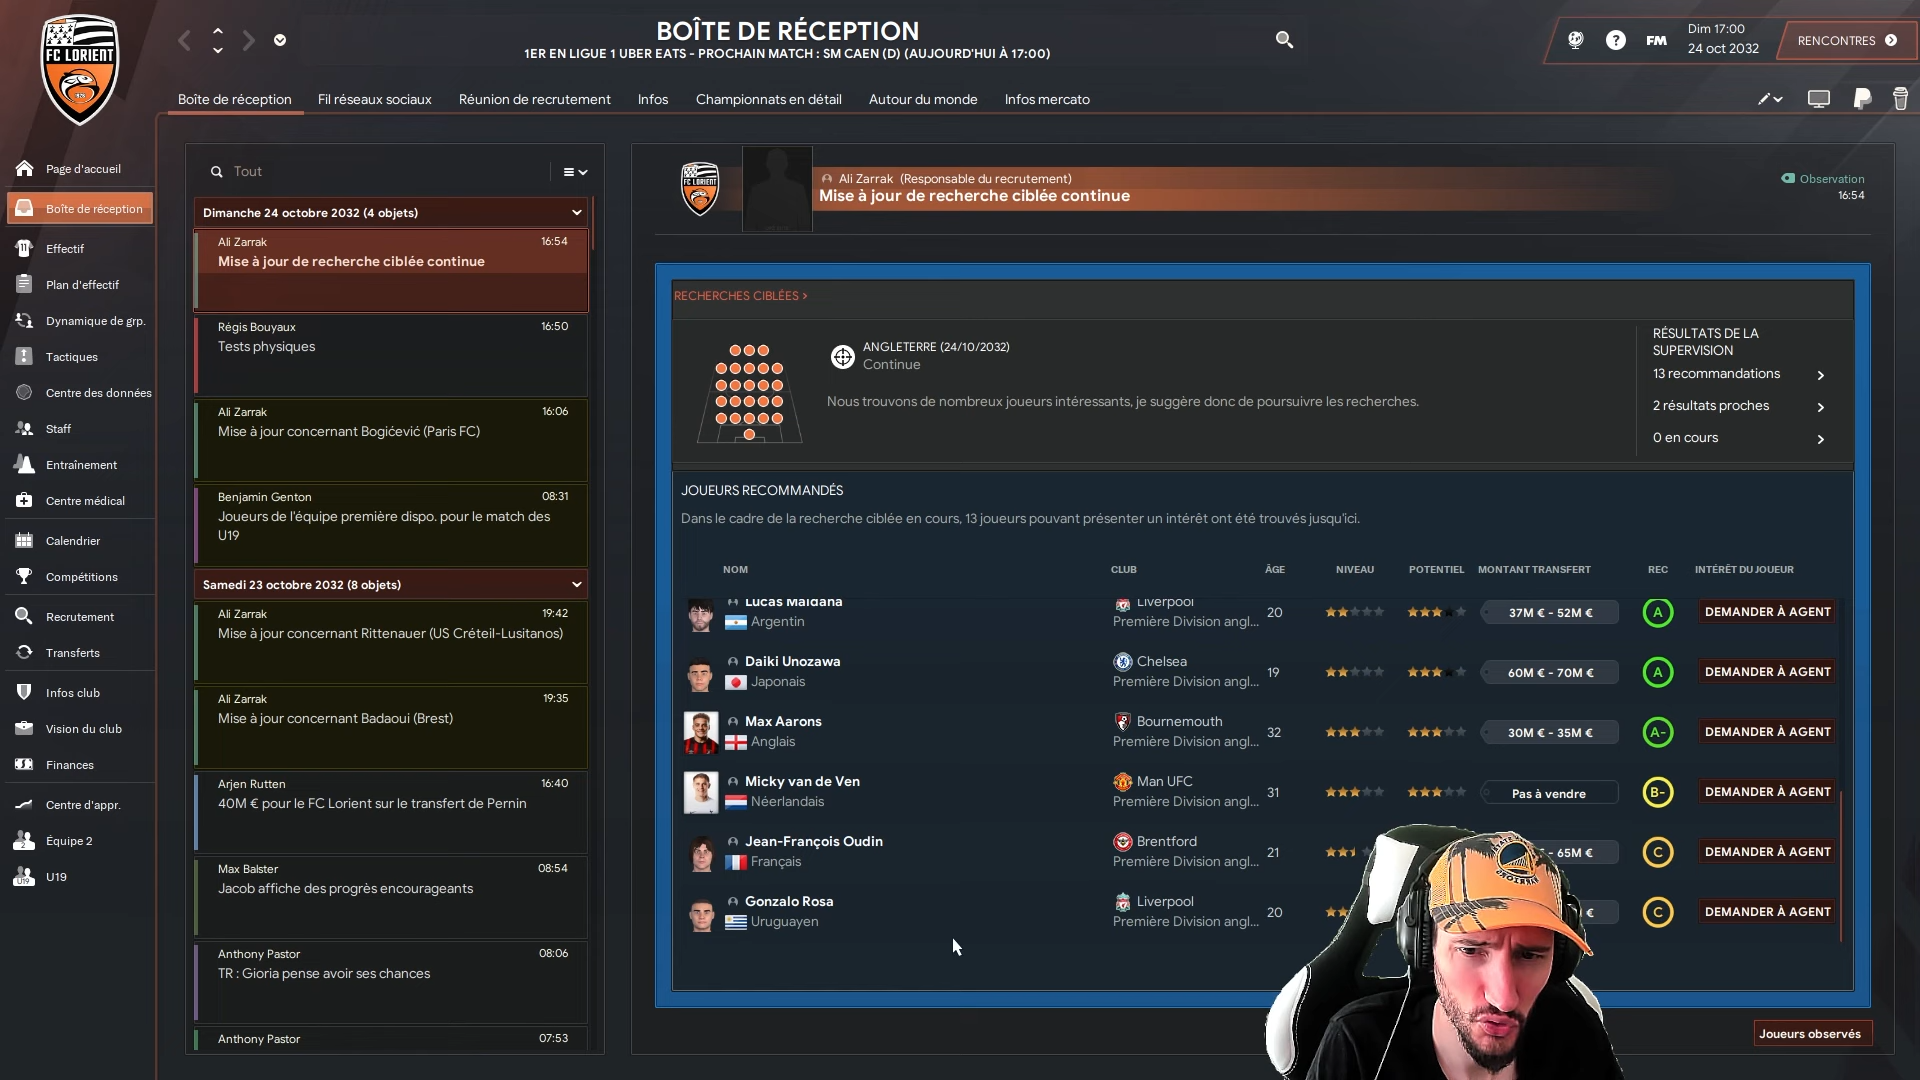 FC LORIENT
BOÎTE DE RÉCEPTION
1ER EN LIGUE 1 UBER EATS - PROCHAIN MATCH : SM CAEN (D) (AUJOURD'HUI À 17:00)
FM
Dim 17:00
24 oct 2032
RENCONTRES
Boîte de réception
Fil réseaux sociaux
Réunion de recrutement
Infos
Championnats en détail
Autour du monde
Infos mercato
Page d'accueil
Boîte de réception
Effectif
Plan d'effectif
Dynamique de grp.
Tactiques
Centre des données
Staff
Entraînement
Centre médical
Calendrier
Compétitions
Recrutement
Transferts
Infos club
Vision du club
Finances
Centre d'appr.
Équipe 2
U19
Tout
Dimanche 24 octobre 2032 (4 objets)
Ali Zarrak 16:54
Mise à jour de recherche ciblée continue
Régis Bouyaux 16:50
Tests physiques
Ali Zarrak 16:06
Mise à jour concernant Bogićević (Paris FC)
Benjamin Genton 08:31
Joueurs de l'équipe première dispo. pour le match des
U19
Samedi 23 octobre 2032 (8 objets)
Ali Zarrak 19:42
Mise à jour concernant Rittenauer (US Créteil-Lusitanos)
Ali Zarrak 19:35
Mise à jour concernant Badaoui (Brest)
Arjen Rutten 16:40
40M € pour le FC Lorient sur le transfert de Pernin
Max Balster 08:54
Jacob affiche des progrès encourageants
Anthony Pastor 08:06
TR : Gioria pense avoir ses chances
Anthony Pastor 07:53
FC LORIENT
Ali Zarrak (Responsable du recrutement)
Mise à jour de recherche ciblée continue
Observation
16:54
RECHERCHES CIBLÉES >
ANGLETERRE (24/10/2032)
Continue
Nous trouvons de nombreux joueurs intéressants, je suggère donc de poursuivre les recherches.
RÉSULTATS DE LA
SUPERVISION
13 recommandations
2 résultats proches
0 en cours
JOUEURS RECOMMANDÉS
Dans le cadre de la recherche ciblée en cours, 13 joueurs pouvant présenter un intérêt ont été trouvés jusqu'ici.
NOM CLUB ÂGE NIVEAU POTENTIEL MONTANT TRANSFERT REC INTÉRÊT DU JOUEUR
Lucas Maidana Liverpool
Argentin Première Division angl... 20 37M € - 52M € A DEMANDER À AGENT
Daiki Unozawa Chelsea
Japonais Première Division angl... 19 60M € - 70M € A DEMANDER À AGENT
Max Aarons Bournemouth
Anglais Première Division angl... 32 30M € - 35M € A- DEMANDER À AGENT
Micky van de Ven Man UFC
Néerlandais Première Division angl... 31 Pas à vendre B- DEMANDER À AGENT
Jean-François Oudin Brentford
Français Première Division angl... 21 € - 65M € C DEMANDER À AGENT
Gonzalo Rosa Liverpool
Uruguayen Première Division angl... 20 € C DEMANDER À AGENT
Joueurs observés